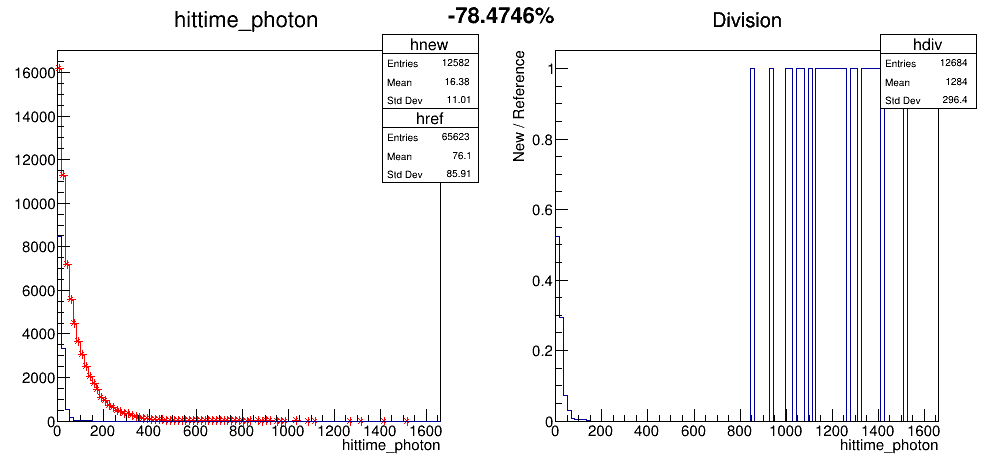 -78.4746%
hittime_photon
hnew
Entries 12582
Mean 16.38
Std Dev 11.01
href
Entries 65623
Mean 76.1
Std Dev 85.91
16000
14000
12000
10000
8000
6000
4000
2000
0
0 200 400 600 800 1000 1200 1400 1600
hittime_photon
Division
hdiv
Entries 12684
Mean 1284
Std Dev 296.4
New / Reference
1
0.8
0.6
0.4
0.2
0
0 200 400 600 800 1000 1200 1400 1600
hittime_photon